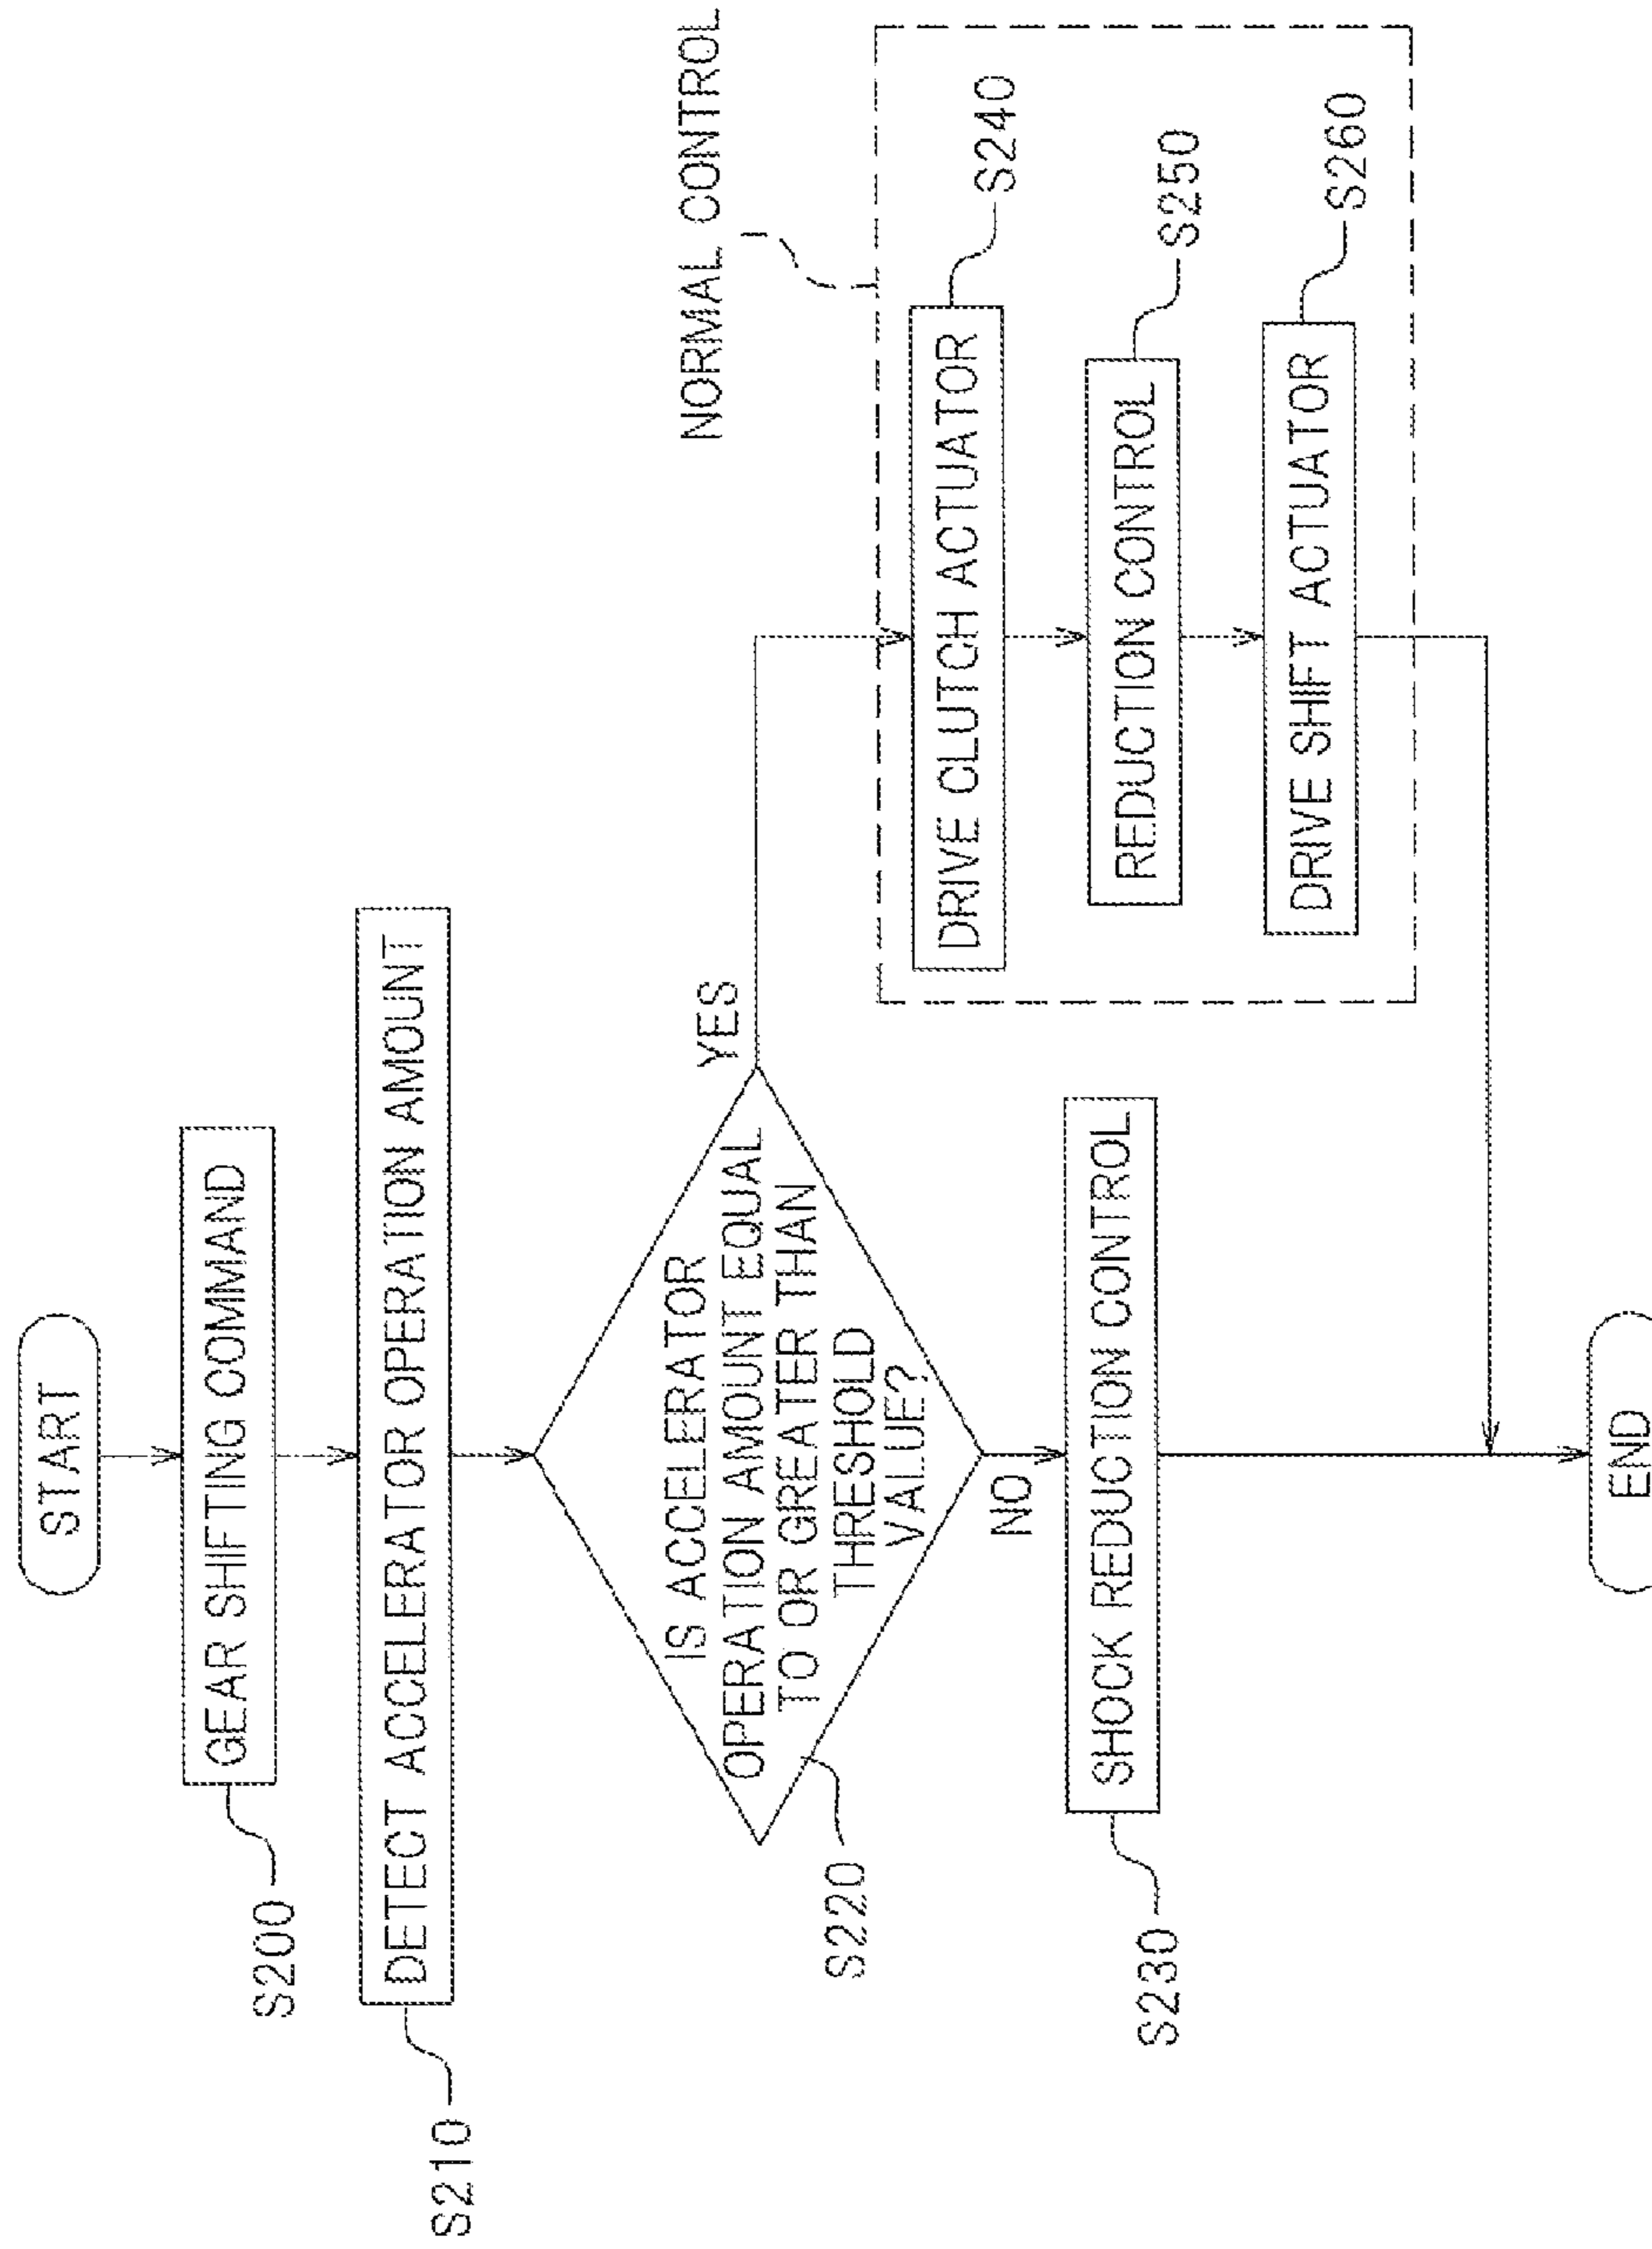 START
GEAR SHIFTING COMMAND
S200
DETECT ACCELERATOR OPERATION AMOUNT
S210
IS ACCELERATOR
OPERATION AMOUNT EQUAL
TO OR GREATER THAN
THRESHOLD
VALUE?
S220
YES
NO
SHOCK REDUCTION CONTROL
S230
NORMAL CONTROL
DRIVE CLUTCH ACTUATOR
S240
REDUCTION CONTROL
S250
DRIVE SHIFT ACTUATOR
S260
END